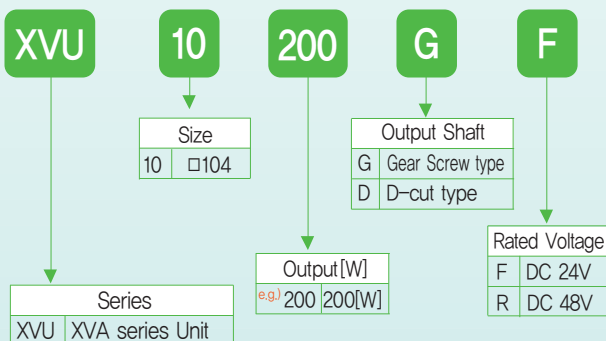 XVU 10 200 G F
Size
10 □104
Output Shaft
G Gear Screw type
D D-cut type
Output[W]
e.g.) 200 200[W]
Rated Voltage
F DC 24V
R DC 48V
Series
XVU XVA series Unit